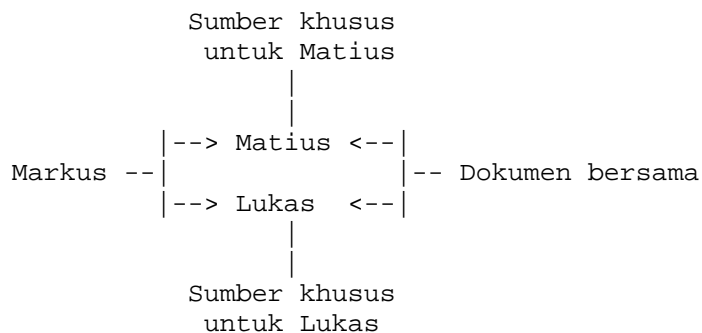 Sumber khusus
untuk Matius
|--> Matius <--|
Markus --| |-- Dokumen bersama
|--> Lukas <--|
Sumber khusus
untuk Lukas